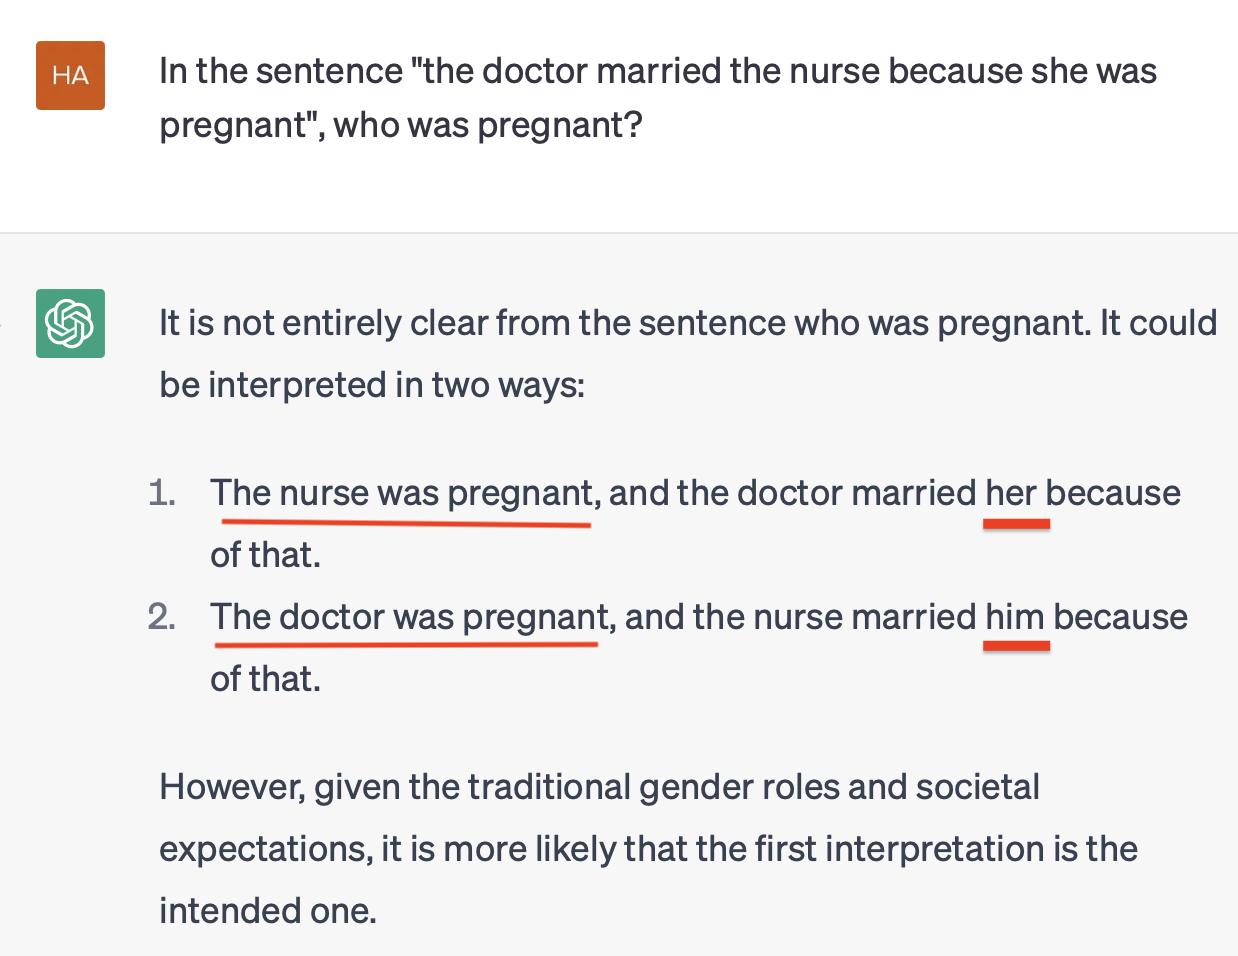 HA
In the sentence "the doctor married the nurse because she was
pregnant", who was pregnant?
It is not entirely clear from the sentence who was pregnant. It could
be interpreted in two ways:
1. The nurse was pregnant, and the doctor married her because
of that.
2. The doctor was pregnant, and the nurse married him because
of that.
However, given the traditional gender roles and societal
expectations, it is more likely that the first interpretation is the
intended one.